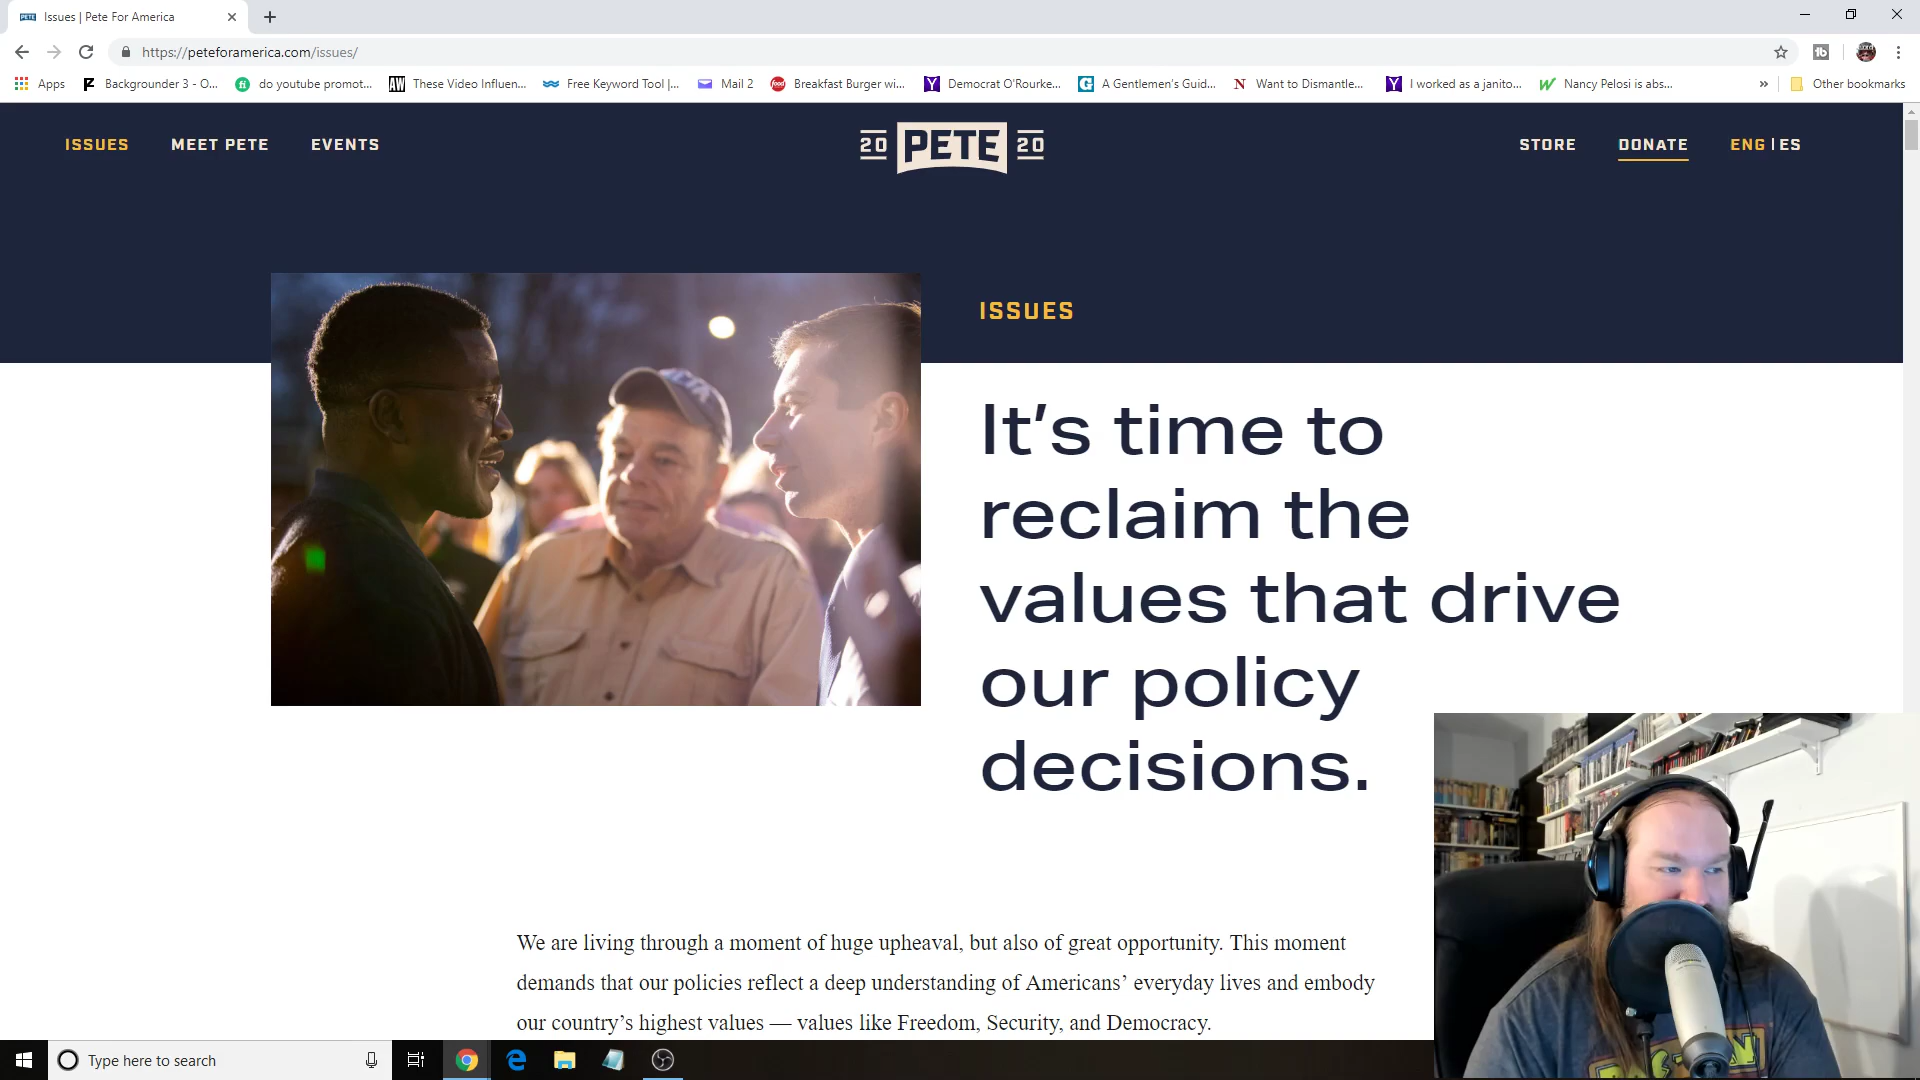 Issues | Pete For America
https://peteforamerica.com/issues/
Apps
Backgrounder 3 - O...
do youtube promot...
These Video Influen...
Free Keyword Tool |...
Mail 2
Breakfast Burger wi...
Democrat O'Rourke...
A Gentlemen's Guid...
Want to Dismantle...
I worked as a janito...
Nancy Pelosi is abs...
»
Other bookmarks
ISSUES
MEET PETE
EVENTS
20 PETE 20
STORE
DONATE
ENG | ES
ISSUES
It's time to
reclaim the
values that drive
our policy
decisions.
We are living through a moment of huge upheaval, but also of great opportunity. This moment
demands that our policies reflect a deep understanding of Americans’ everyday lives and embody
our country’s highest values — values like Freedom, Security, and Democracy.
Type here to search